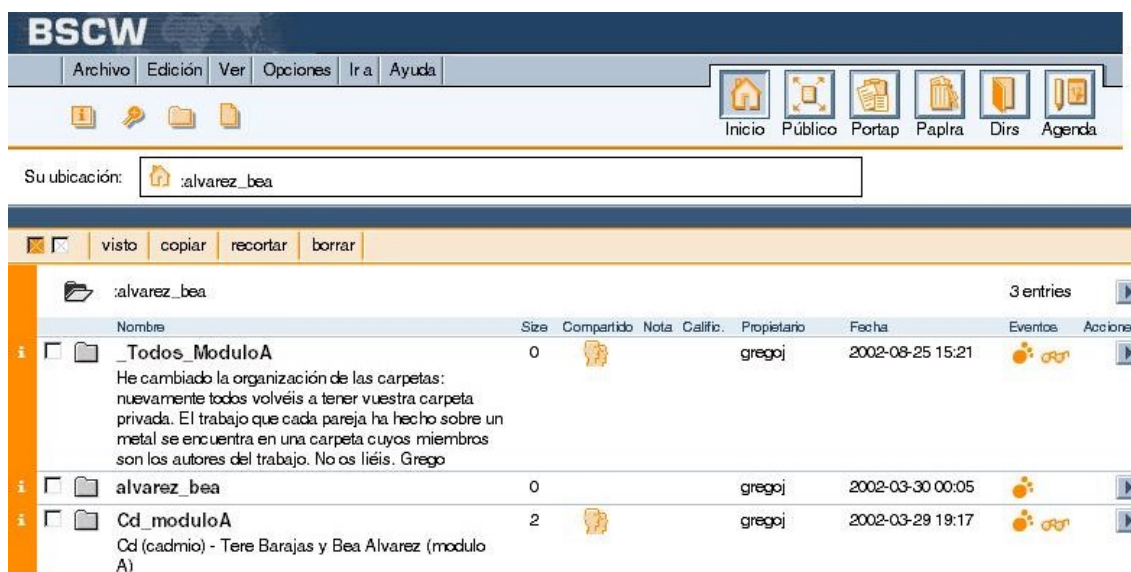 BSCW
Archivo Edición Ver Opciones Ir a Ayuda
Inicio Público Portap Paplra Dirs Agenda
Su ubicación: :alvarez_bea
visto copiar recortar borrar
:alvarez_bea 3 entries
Nombre Size Compartido Nota Calific. Propietario Fecha Eventos Accione
_Todos_ModuloA 0 gregoj 2002-08-25 15:21
He cambiado la organización de las carpetas:
nuevamente todos volvéis a tener vuestra carpeta
privada. El trabajo que cada pareja ha hecho sobre un
metal se encuentra en una carpeta cuyos miembros
son los autores del trabajo. No os liéis. Grego
alvarez_bea 0 gregoj 2002-03-30 00:05
Cd_moduloA 2 gregoj 2002-03-29 19:17
Cd (cadmio) - Tere Barajas y Bea Alvarez (modulo
A)